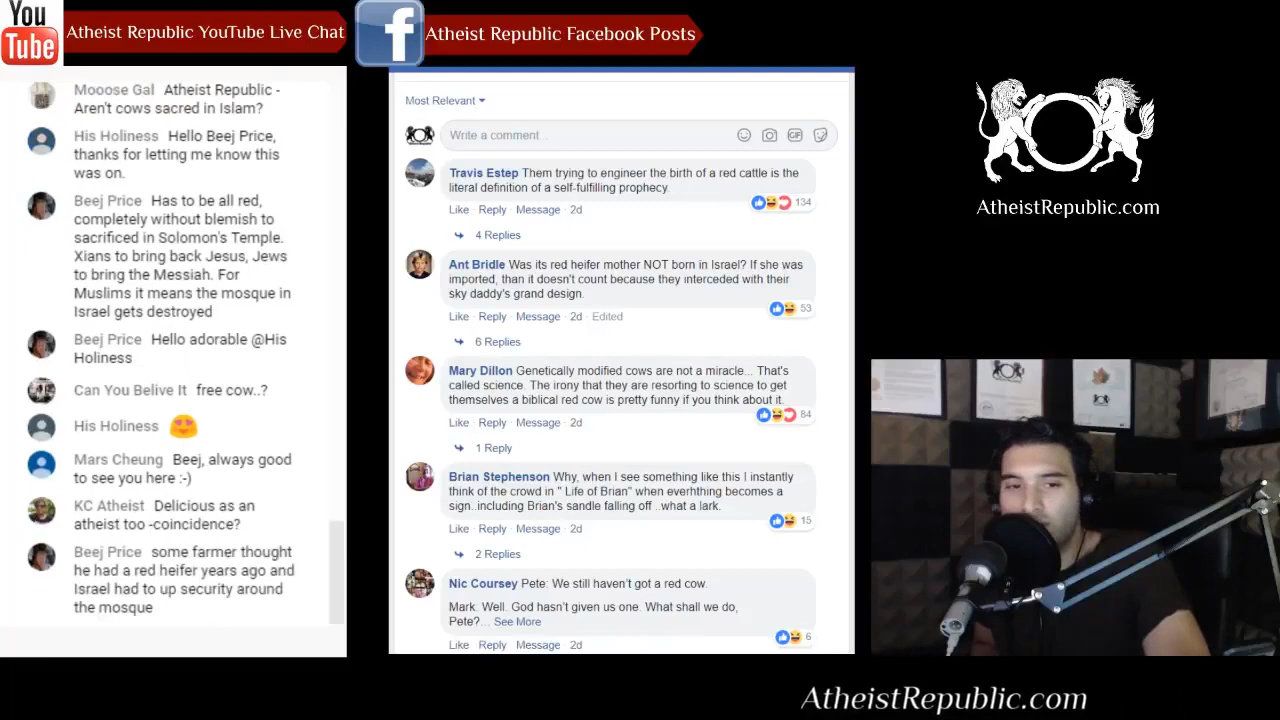 You
Tube
Atheist Republic YouTube Live Chat
f
Atheist Republic Facebook Posts
Mooose Gal Atheist Republic -
Aren't cows sacred in Islam?
His Holiness Hello Beej Price,
thanks for letting me know this
was on.
Beej Price Has to be all red,
completely without blemish to
sacrificed in Solomon's Temple.
Xians to bring back Jesus, Jews
to bring the Messiah. For
Muslims it means the mosque in
Israel gets destroyed
Beej Price Hello adorable @His
Holiness
Can You Belive It free cow..?
His Holiness
Mars Cheung Beej, always good
to see you here :-)
KC Atheist Delicious as an
atheist too -coincidence?
Beej Price some farmer thought
he had a red heifer years ago and
Israel had to up security around
the mosque
Most Relevant
Write a comment...
GIF
Travis Estep Them trying to engineer the birth of a red cattle is the
literal definition of a self-fulfilling prophecy.
134
Like · Reply · Message · 2d
4 Replies
Ant Bridle Was its red heifer mother NOT born in Israel? If she was
imported, than it doesn't count because they interceded with their
sky daddy's grand design.
53
Like · Reply · Message · 2d · Edited
6 Replies
Mary Dillon Genetically modified cows are not a miracle... That's
called science. The irony that they are resorting to science to get
themselves a biblical red cow is pretty funny if you think about it.
84
Like · Reply · Message · 2d
1 Reply
Brian Stephenson Why, when I see something like this I instantly
think of the crowd in " Life of Brian" when everhthing becomes a
sign..including Brian's sandle falling off ..what a lark.
15
Like · Reply · Message · 2d
2 Replies
Nic Coursey Pete: We still haven't got a red cow.
Mark. Well. God hasn't given us one. What shall we do,
Pete?... See More
6
Like · Reply · Message · 2d
AtheistRepublic.com
AtheistRepublic.com